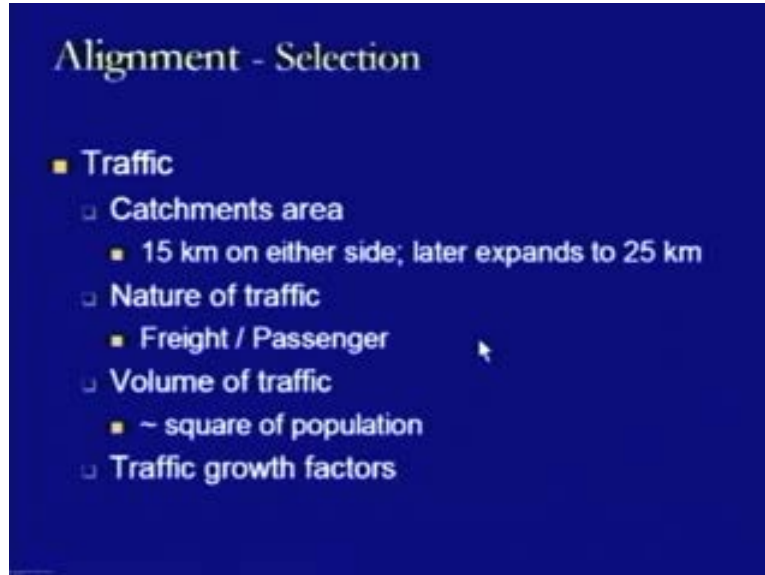 Alignment - Selection
Traffic
Catchments area
15 km on either side; later expands to 25 km
Nature of traffic
Freight / Passenger
Volume of traffic
~ square of population
Traffic growth factors